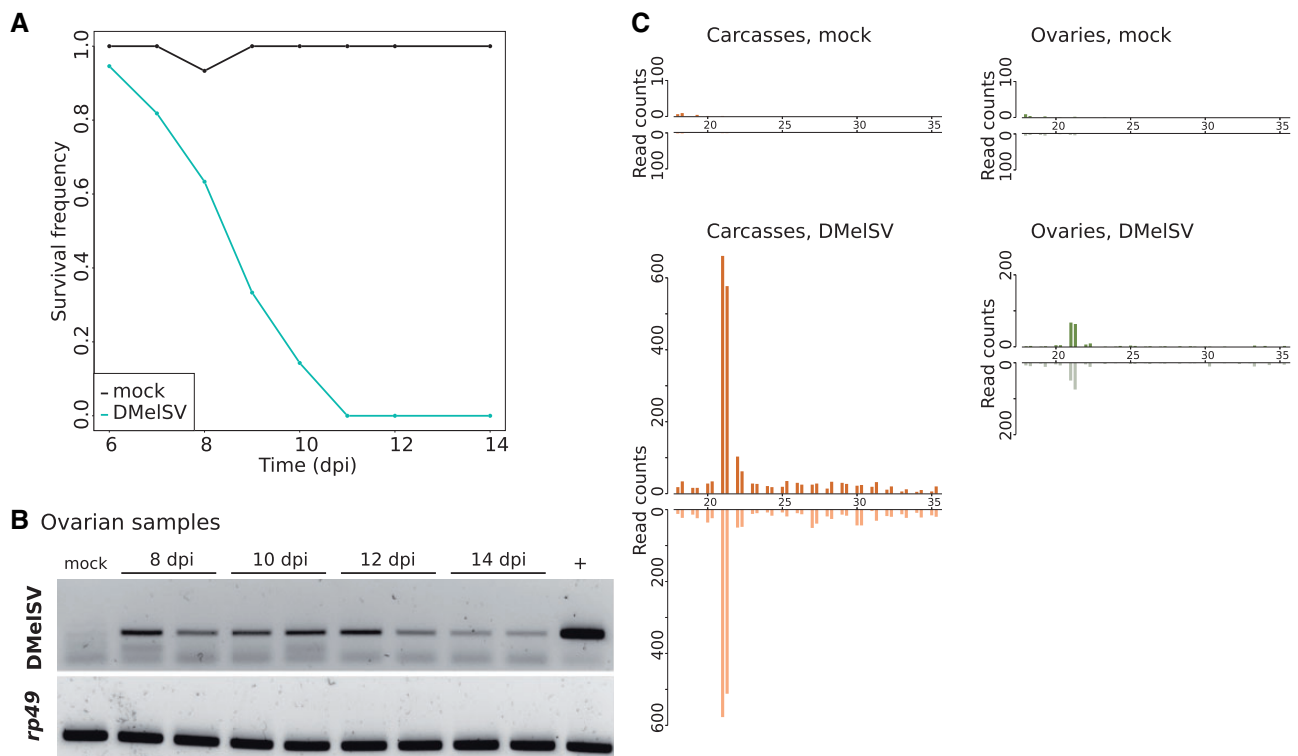 A
Survival frequency
1.0
0.8
0.6
0.4
0.2
0.0
mock
DMelSV
6 8 10 12 14
Time (dpi)
B Ovarian samples
mock 8 dpi 10 dpi 12 dpi 14 dpi +
DMelSV
rp49
C
Carcasses, mock
Read counts
100
0
20 25 30 35
0
100
Ovaries, mock
Read counts
100
0
20 25 30 35
0
100
Carcasses, DMelSV
600
400
200
0
Read counts
20 25 30 35
0
200
400
600
Ovaries, DMelSV
200
0
Read counts
20 25 30 35
0
200